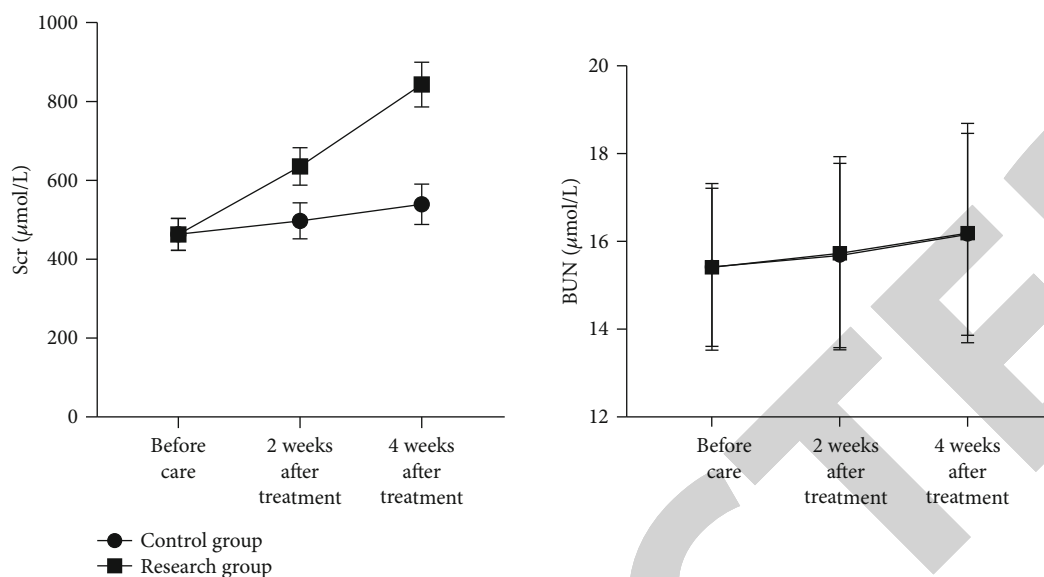 1000
800
600
400
200
0
Scr (μmol/L)
Before
care
2 weeks
after
treatment
4 weeks
after
treatment
Control group
Research group
20
18
16
14
12
BUN (μmol/L)
Before
care
2 weeks
after
treatment
4 weeks
after
treatment
CTE